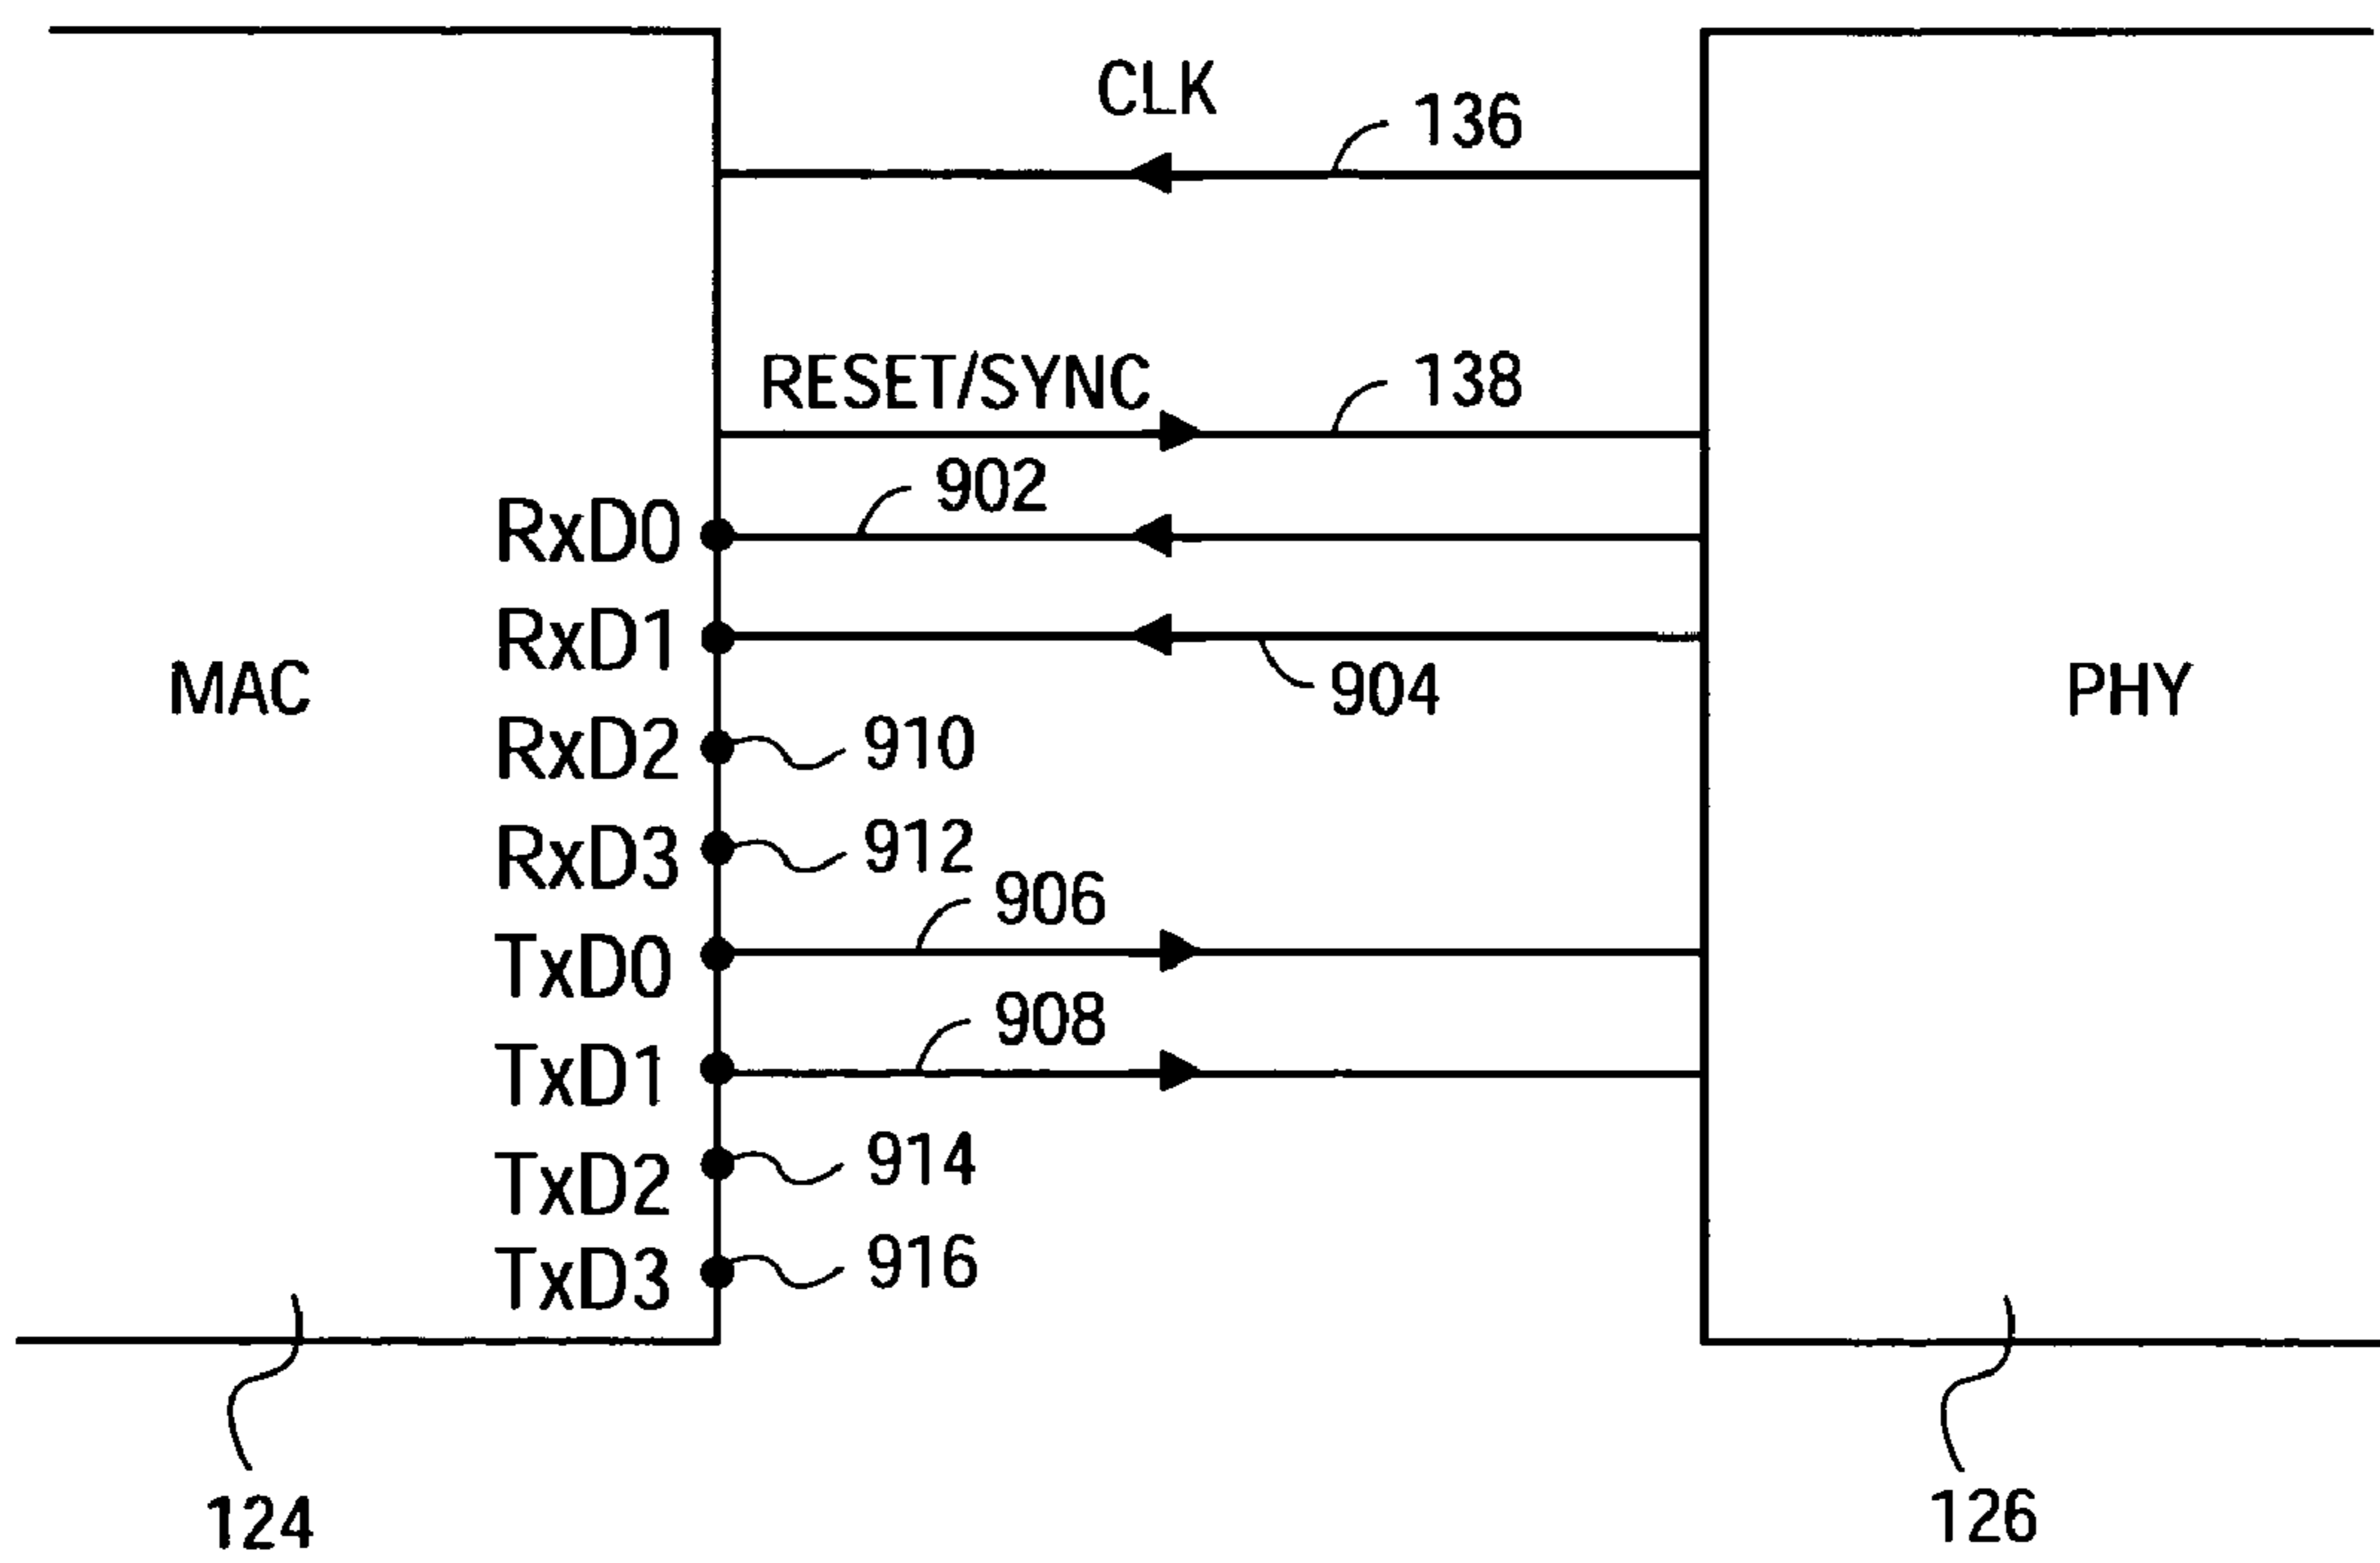 CLK
136
RESET/SYNC
138
902
RxD0
RxD1
904
MAC
PHY
RxD2
910
RxD3
912
906
TxD0
908
TxD1
914
TxD2
916
TxD3
124
126